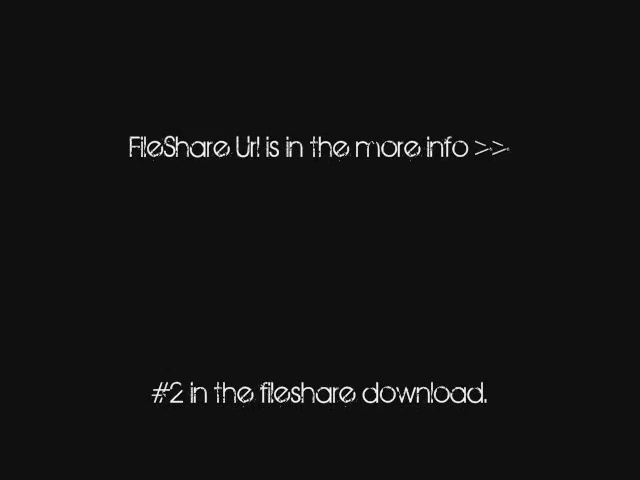 FileShare Url is in the more info >>
#2 in the fileshare download.